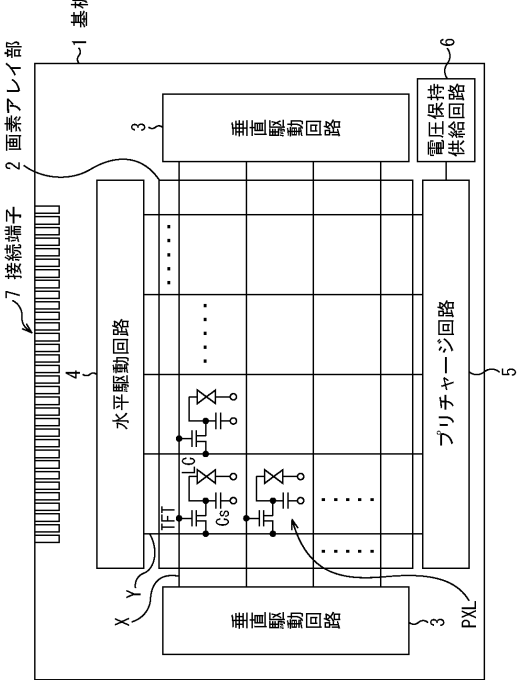 7 接続端子
2 画素アレイ部
1 基板
4
水平駆動回路
3
垂直駆動回路
6
電圧保持
供給回路
TFT
LC
Cs
Y
X
垂直駆動回路
3
PXL
プリチャージ回路
5